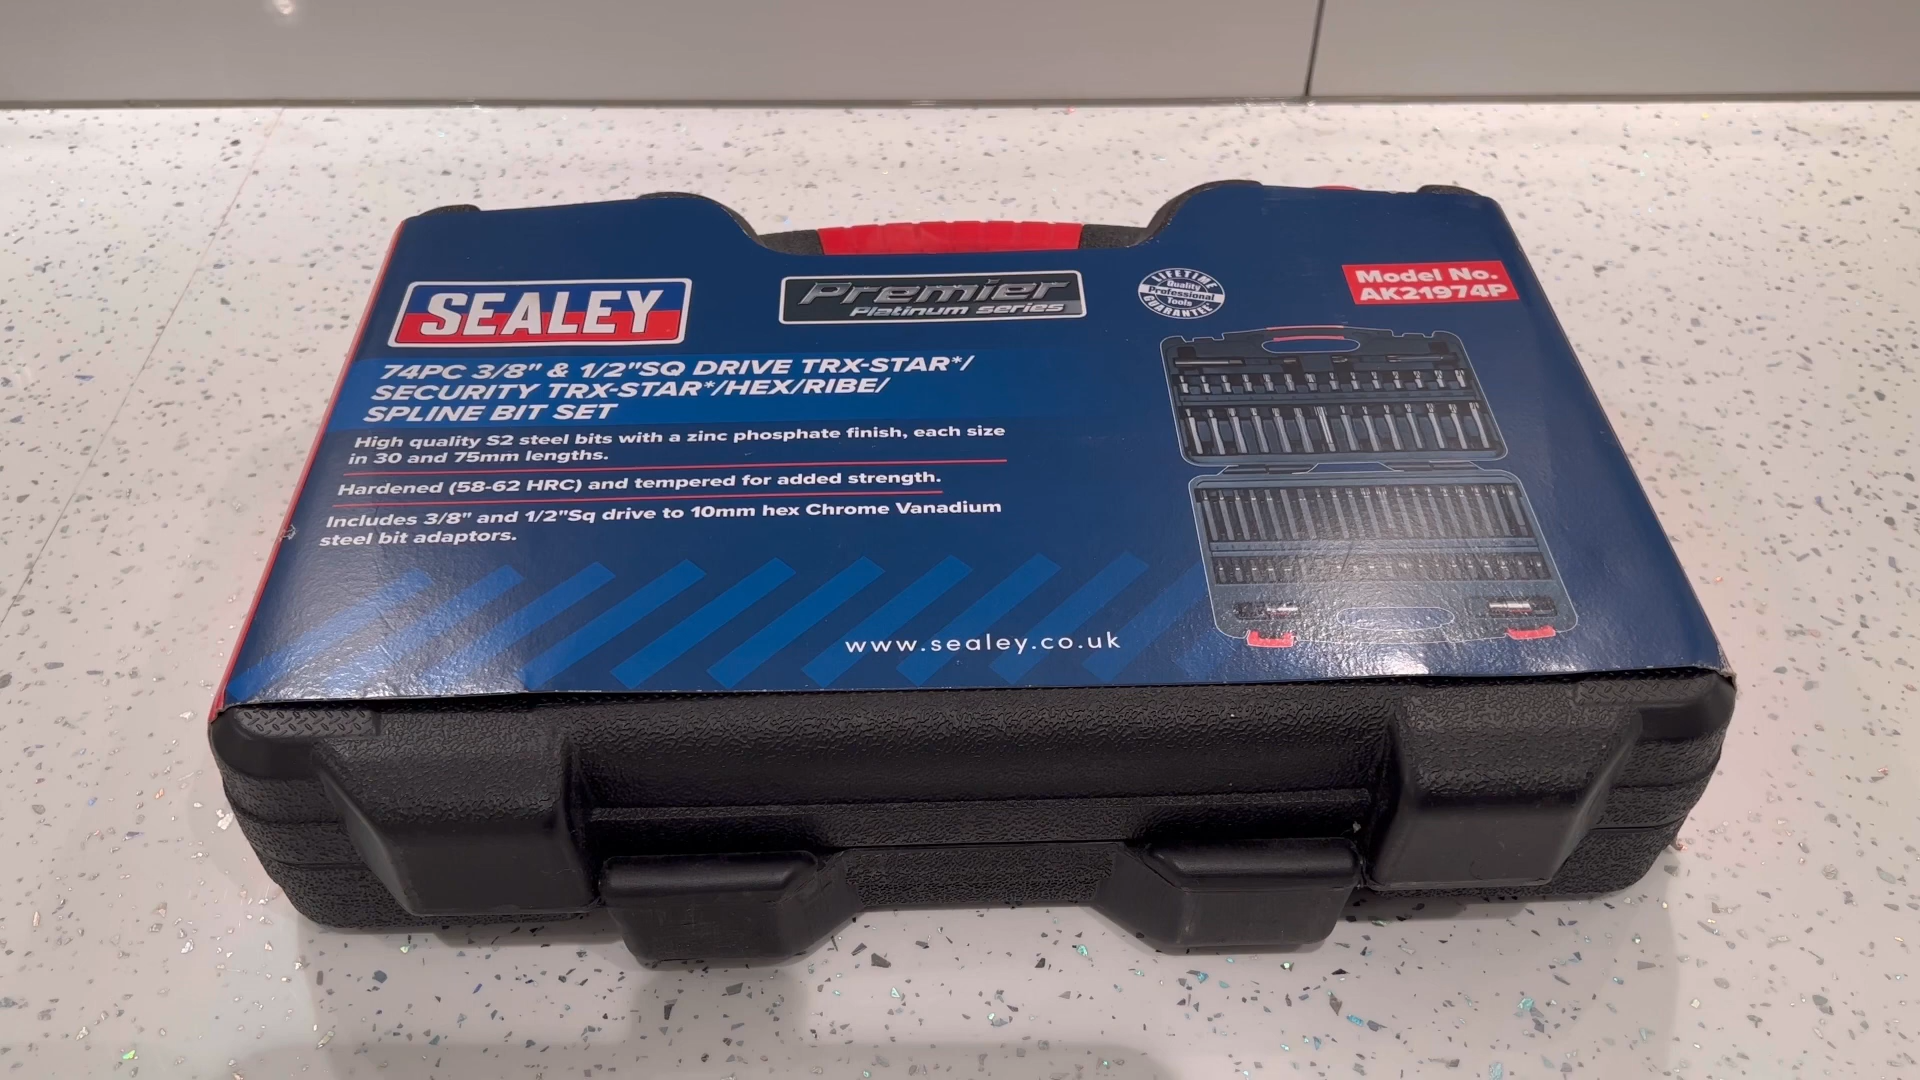 SEALEY
Premier
Platinum series
LIFETIME
Quality
Professional
Tools
GUARANTEE
Model No.
AK21974P
74PC 3/8" & 1/2"SQ DRIVE TRX-STAR*/
SECURITY TRX-STAR*/HEX/RIBE/
SPLINE BIT SET
High quality S2 steel bits with a zinc phosphate finish, each size
in 30 and 75mm lengths.
Hardened (58-62 HRC) and tempered for added strength.
Includes 3/8" and 1/2"Sq drive to 10mm hex Chrome Vanadium
steel bit adaptors.
www.sealey.co.uk